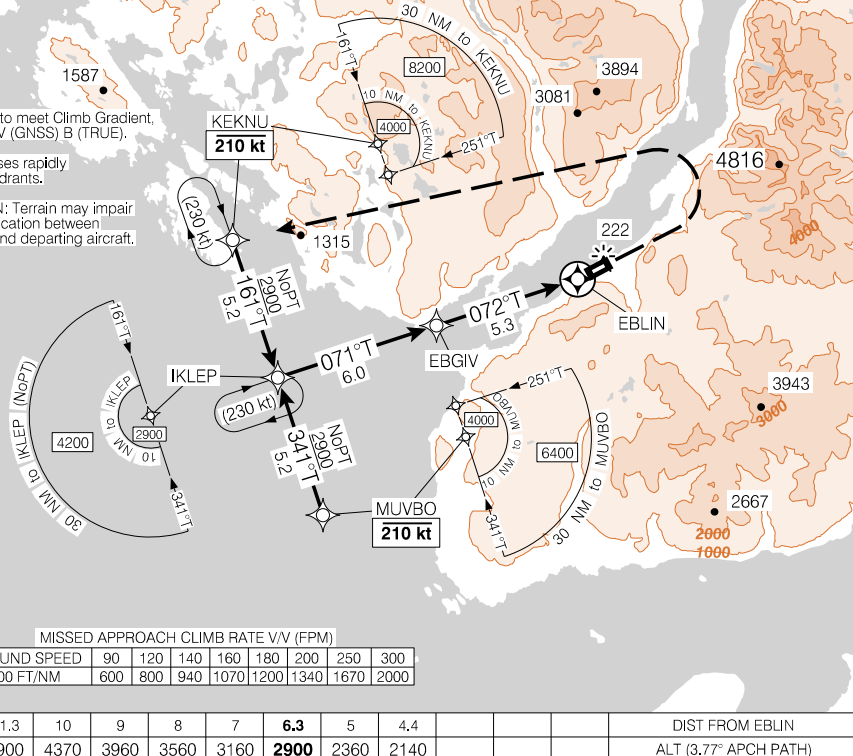 1587
to meet Climb Gradient,
V (GNSS) B (TRUE).
ses rapidly
drants.
N: Terrain may impair
ication between
nd departing aircraft.
30 NM to KEKNU
161°T
8200
10 NM to KEKNU
4000
251°T
3894
3081
KEKNU
210 kt
4816
4000
(230 kt)
1315
222
NoPT
2900
161°T
5.2
072°T
5.3
EBLIN
071°T
6.0
EBGIV
IKLEP
(230 kt)
161°T
30 NM to IKLEP (NoPT)
4200
10 NM to IKLEP
2900
341°T
NoPT
2900
341°T
5.2
251°T
4000
10 NM to MUVBO
6400
30 NM to MUVBO
341°T
3943
3000
2667
2000
1000
MUVBO
210 kt
MISSED APPROACH CLIMB RATE V/V (FPM)
UND SPEED 90 120 140 160 180 200 250 300
00 FT/NM 600 800 940 1070 1200 1340 1670 2000
1.3 10 9 8 7 6.3 5 4.4 DIST FROM EBLIN
900 4370 3960 3560 3160 2900 2360 2140 ALT (3.77° APCH PATH)